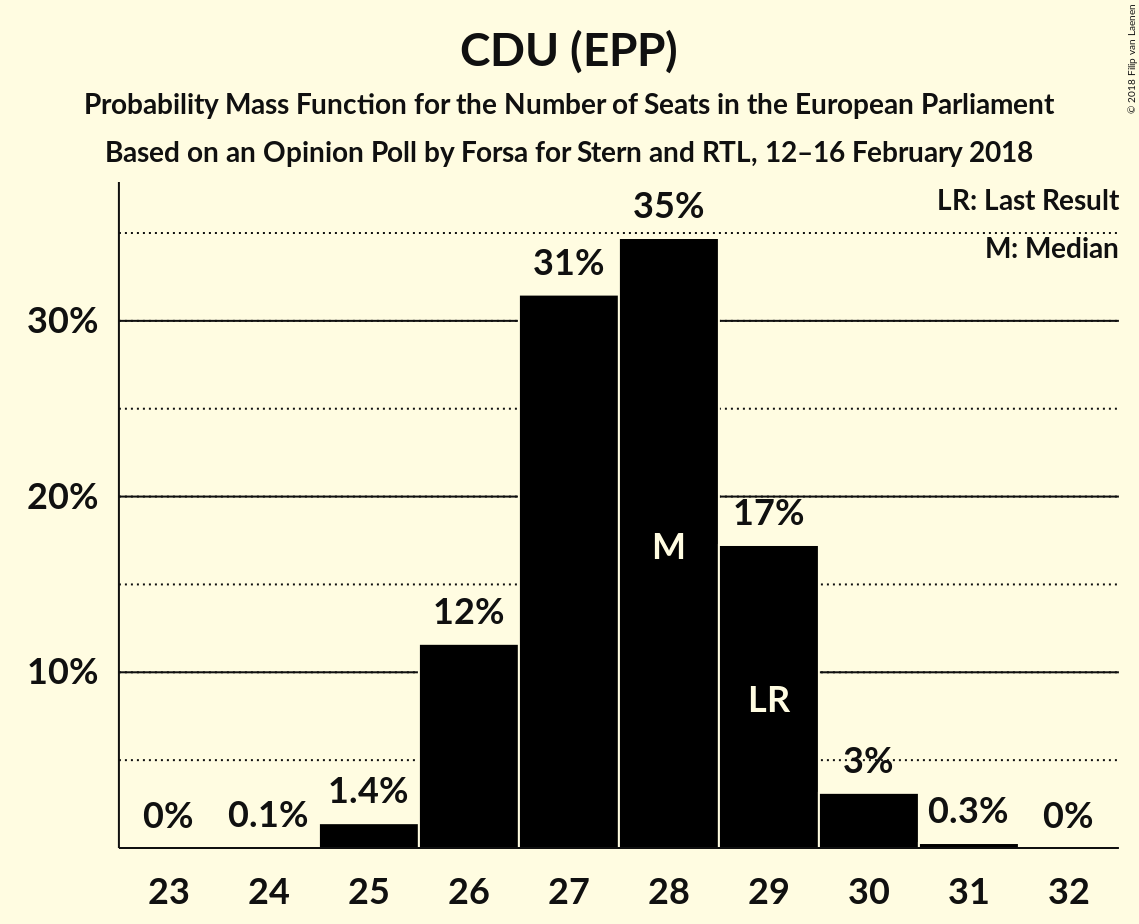 CDU (EPP)
Probability Mass Function for the Number of Seats in the European Parliament
Based on an Opinion Poll by Forsa for Stern and RTL, 12–16 February 2018
© 2018 Filip van Laenen
LR: Last Result
M: Median
35%
31%
30%
20%
17%
M
12%
10%
LR
3%
1.4%
0%
0.1%
0.3%
0%
23 24 25 26 27 28 29 30 31 32